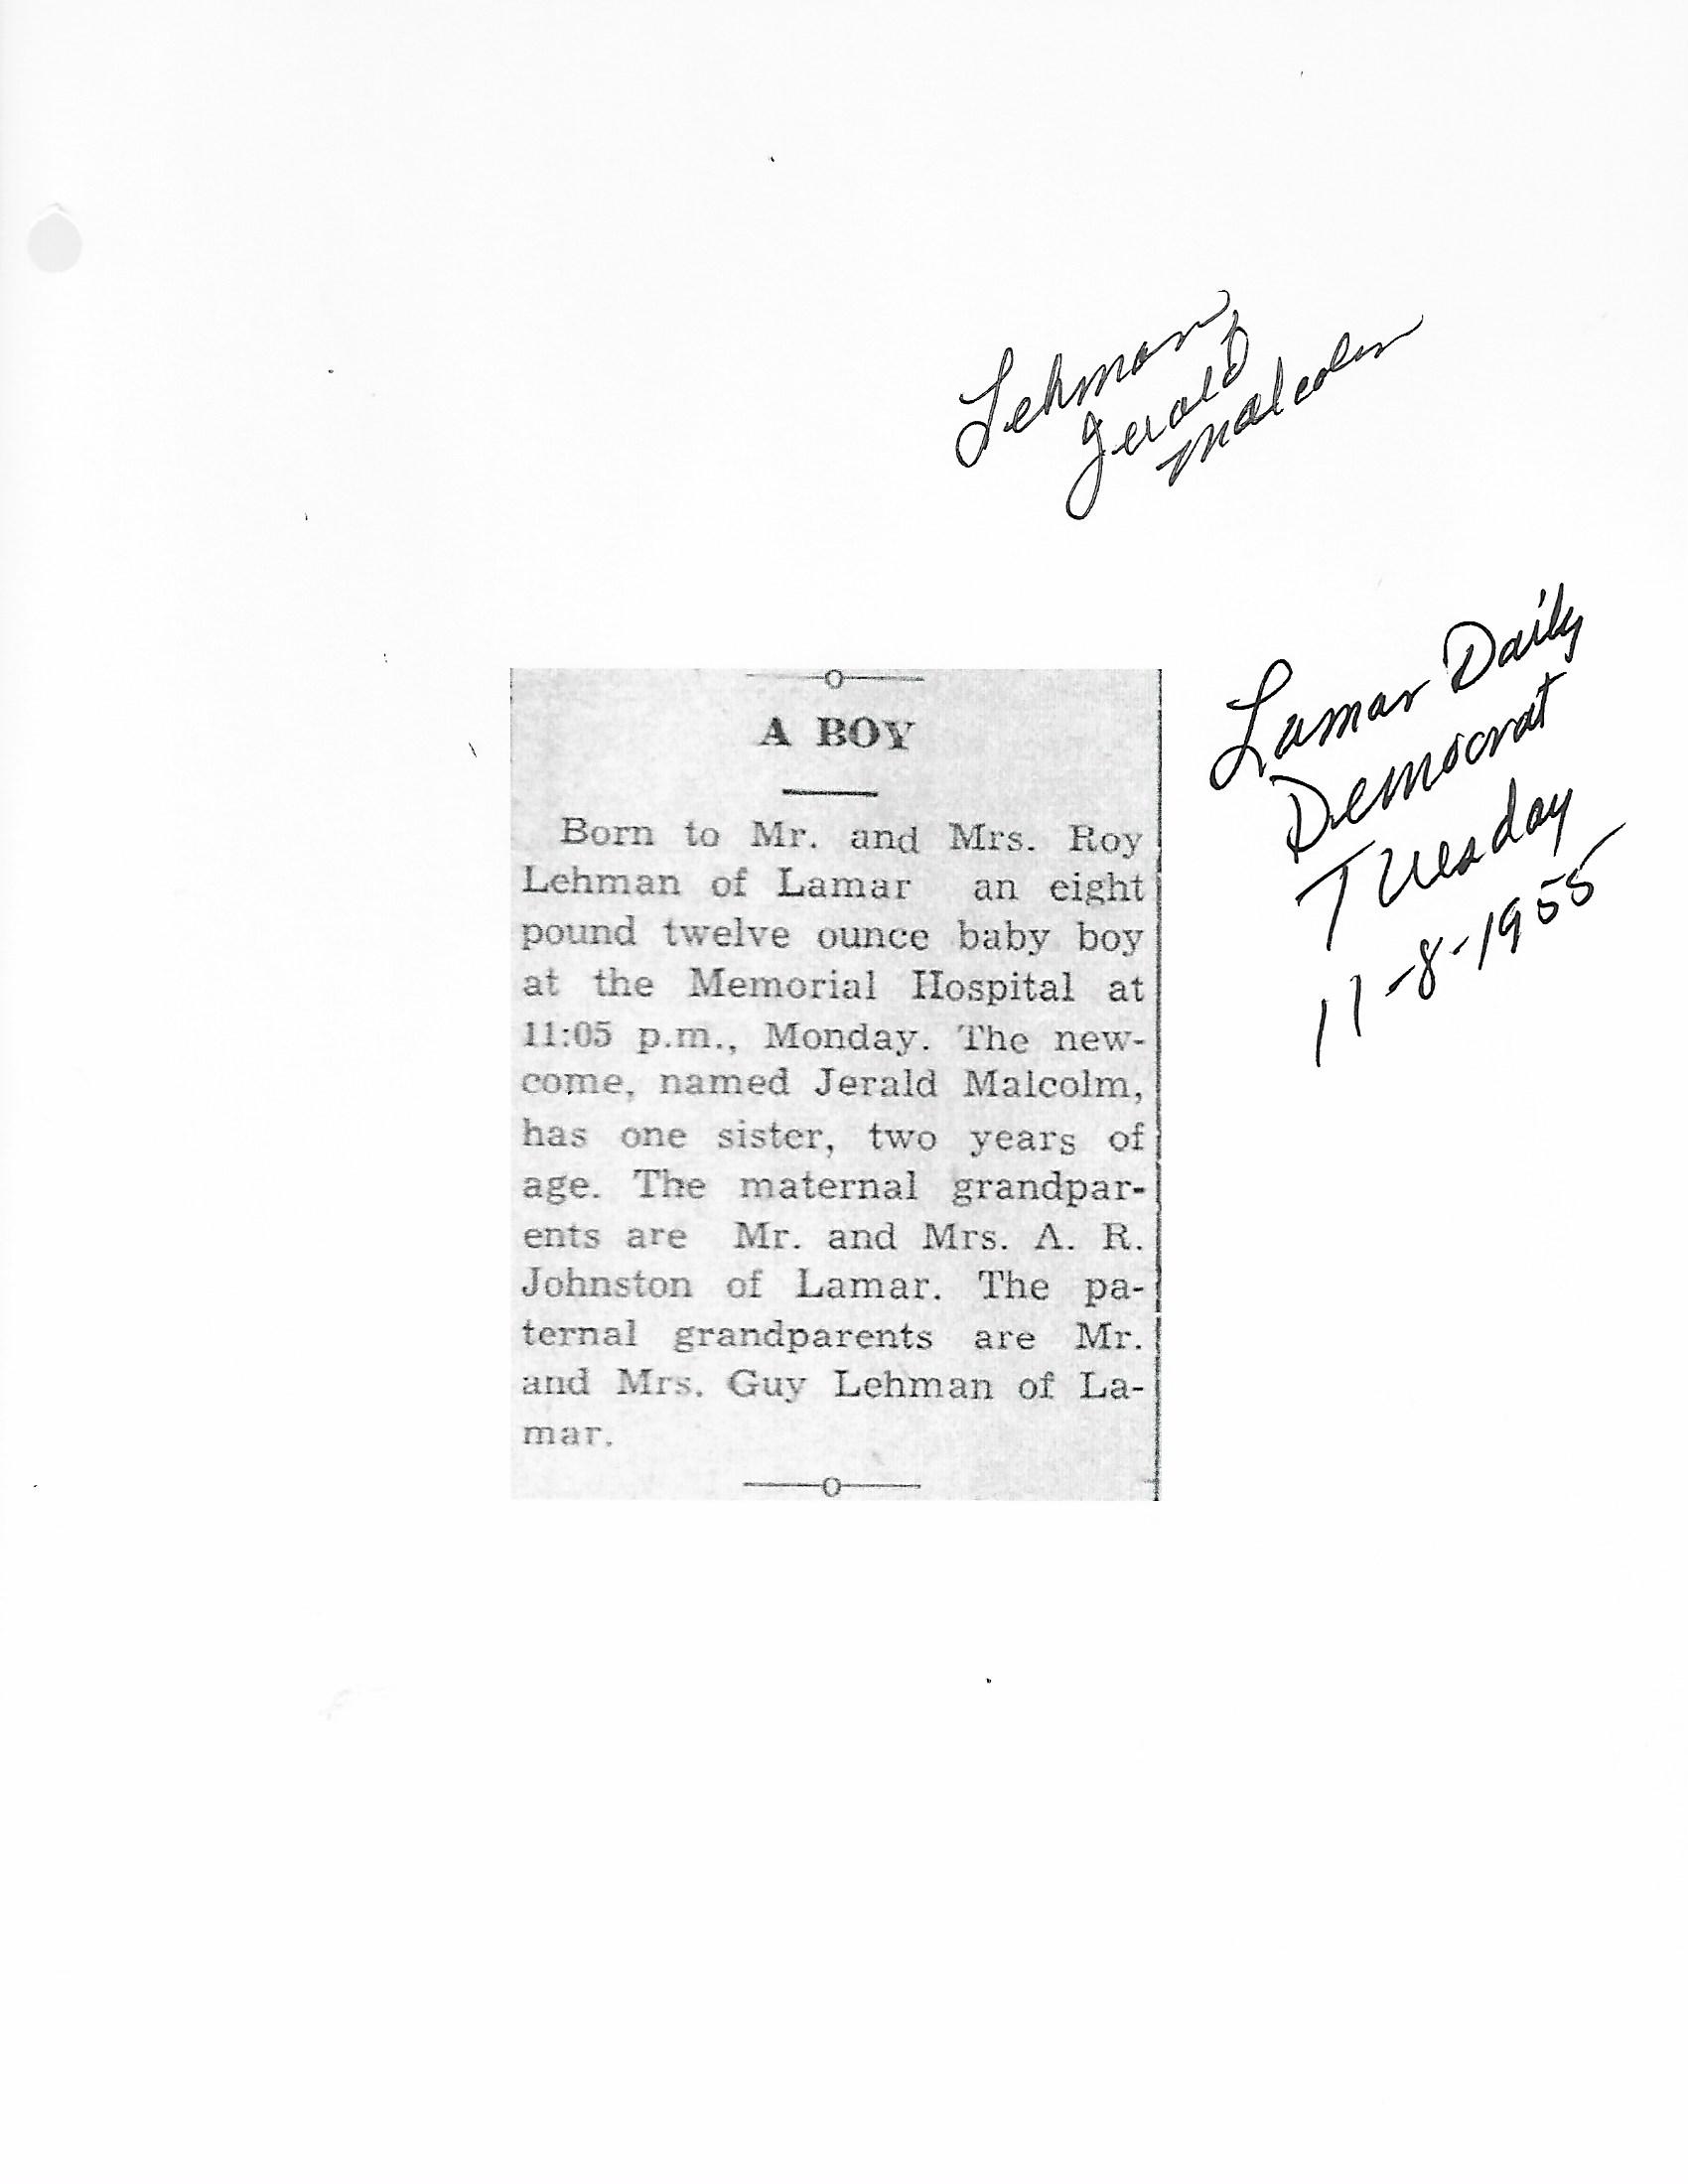 Lehman
Jerald
Malcolm
Lamar Daily
Democrat
Tuesday
11-8-1955
A BOY
Born to Mr. and Mrs. Roy
Lehman of Lamar an eight
pound twelve ounce baby boy
at the Memorial Hospital at
11:05 p.m., Monday. The new-
come, named Jerald Malcolm,
has one sister, two years of
age. The maternal grandpar-
ents are Mr. and Mrs. A. R.
Johnston of Lamar. The pa-
ternal grandparents are Mr.
and Mrs. Guy Lehman of La-
mar.